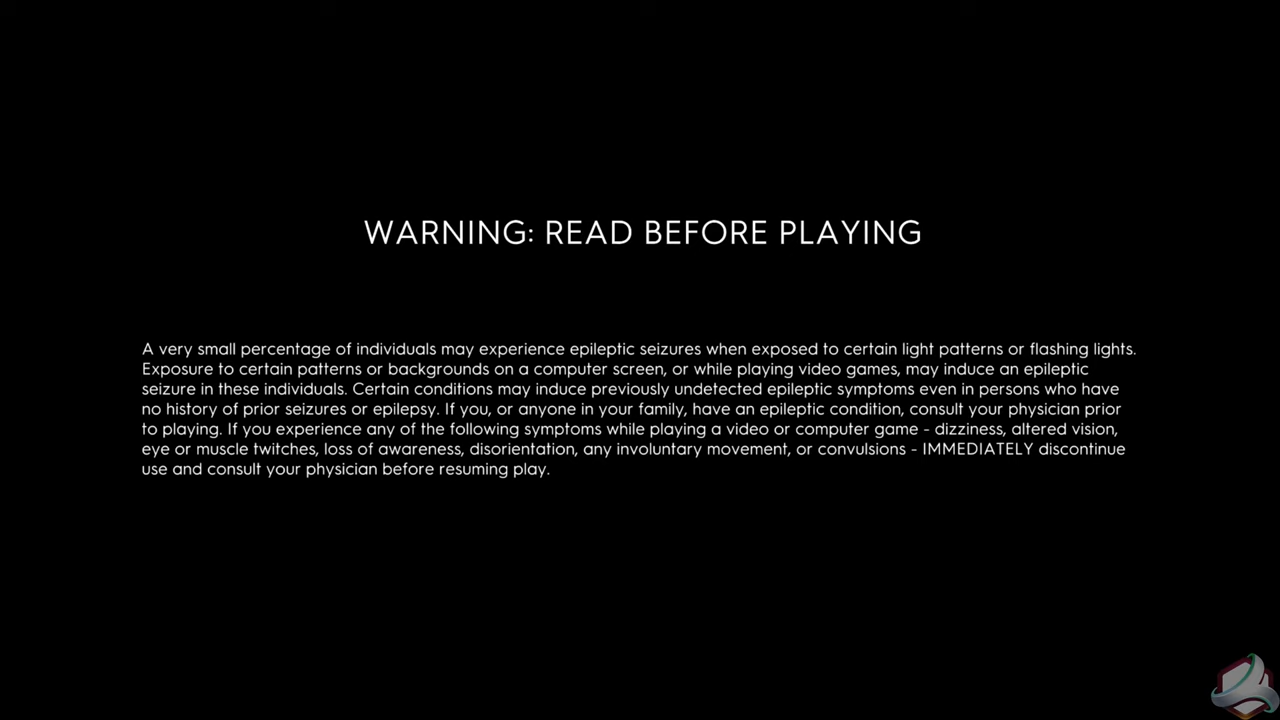 WARNING: READ BEFORE PLAYING
A very small percentage of individuals may experience epileptic seizures when exposed to certain light patterns or flashing lights.
Exposure to certain patterns or backgrounds on a computer screen, or while playing video games, may induce an epileptic
seizure in these individuals. Certain conditions may induce previously undetected epileptic symptoms even in persons who have
no history of prior seizures or epilepsy. If you, or anyone in your family, have an epileptic condition, consult your physician prior
to playing. If you experience any of the following symptoms while playing a video or computer game - dizziness, altered vision,
eye or muscle twitches, loss of awareness, disorientation, any involuntary movement, or convulsions - IMMEDIATELY discontinue
use and consult your physician before resuming play.